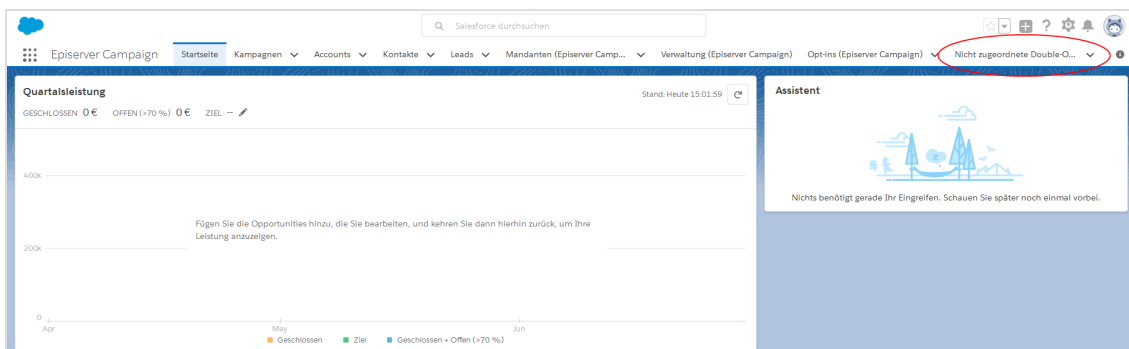 Salesforce durchsuchen
Episerver Campaign Startseite Kampagnen Accounts Kontakte Leads Mandanten (Episerver Camp... Verwaltung (Episerver Campaign) Opt-ins (Episerver Campaign) Nicht zugeordnete Double-O...
Quartalsleistung
Stand: Heute 15:01:59
GESCHLOSSEN 0 € OFFEN (>70 %) 0 € ZIEL --
400K
Fügen Sie die Opportunities hinzu, die Sie bearbeiten, und kehren Sie dann hierhin zurück, um Ihre
Leistung anzuzeigen.
200K
0
Apr May Jun
Geschlossen Ziel Geschlossen + Offen (>70 %)
Assistent
Nichts benötigt gerade Ihr Eingreifen. Schauen Sie später noch einmal vorbei.